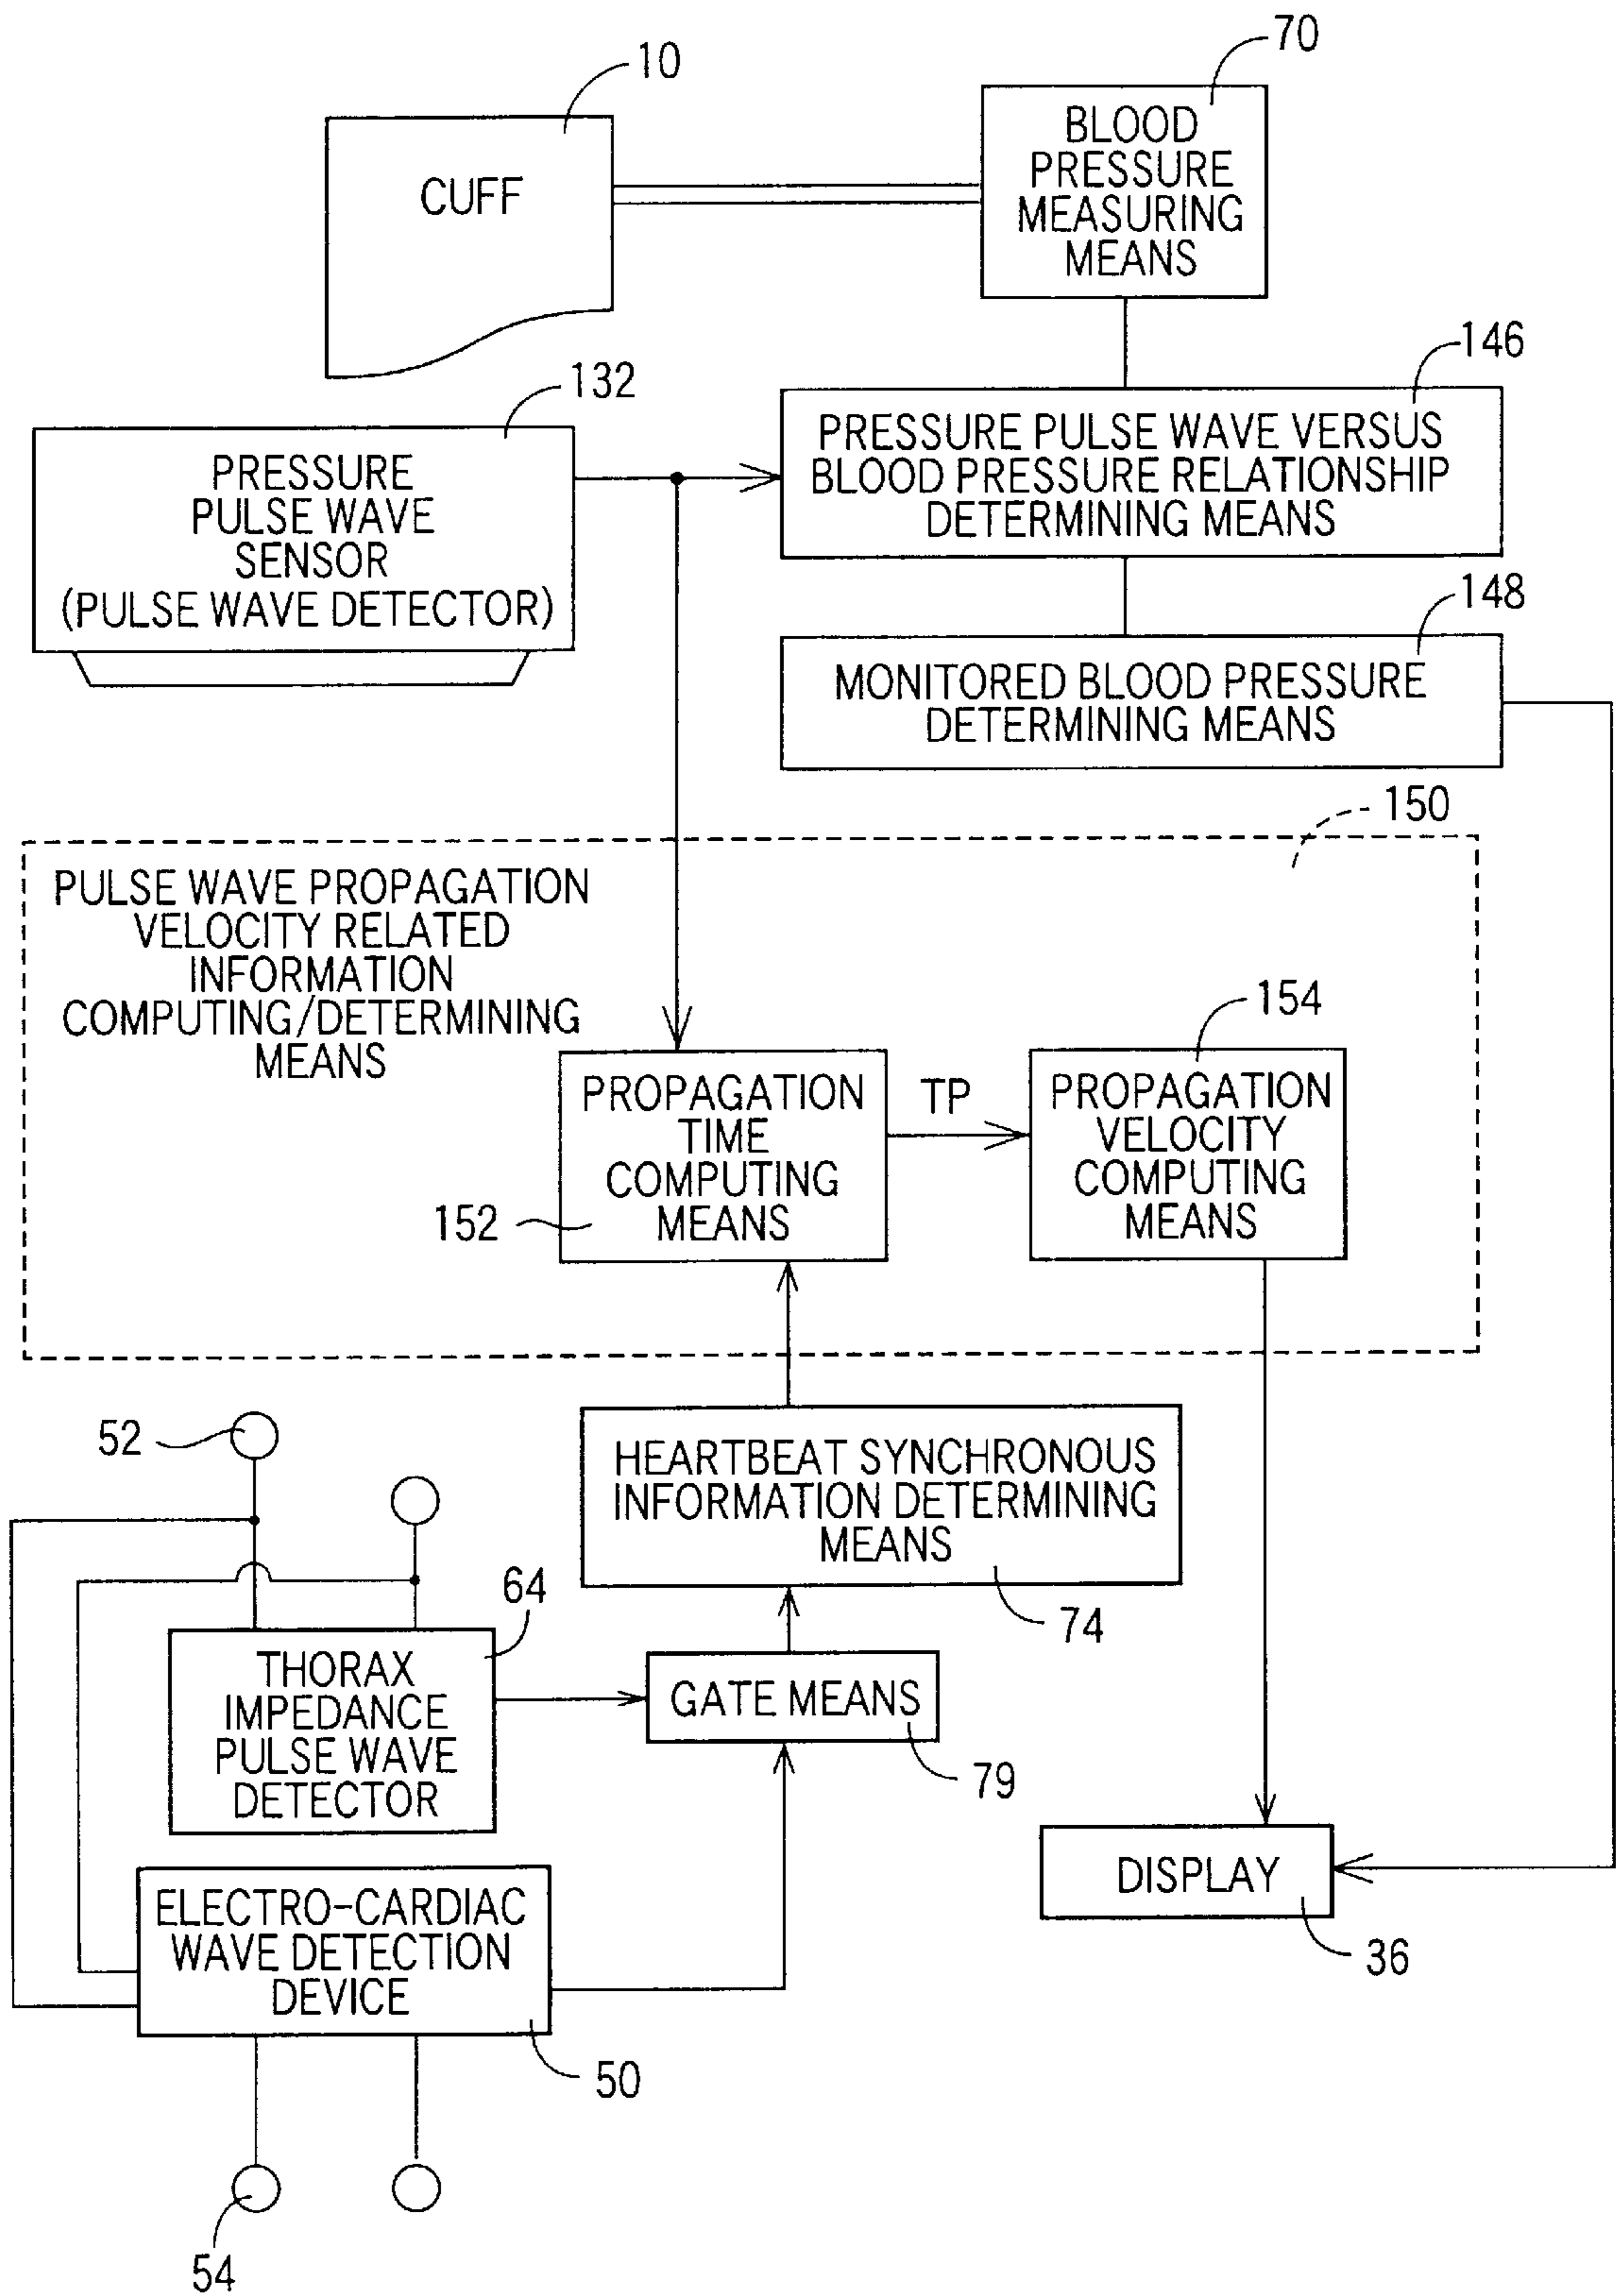 70
10
BLOOD
PRESSURE
MEASURING
MEANS
CUFF
146
132
PRESSURE PULSE WAVE VERSUS
BLOOD PRESSURE RELATIONSHIP
DETERMINING MEANS
PRESSURE
PULSE WAVE
SENSOR
(PULSE WAVE DETECTOR)
148
MONITORED BLOOD PRESSURE
DETERMINING MEANS
150
PULSE WAVE PROPAGATION
VELOCITY RELATED
INFORMATION
COMPUTING/DETERMINING
MEANS
154
PROPAGATION
TIME
COMPUTING
MEANS
152
TP
PROPAGATION
VELOCITY
COMPUTING
MEANS
52
HEARTBEAT SYNCHRONOUS
INFORMATION DETERMINING
MEANS
74
64
THORAX
IMPEDANCE
PULSE WAVE
DETECTOR
GATE MEANS
79
DISPLAY
36
ELECTRO-CARDIAC
WAVE DETECTION
DEVICE
50
54